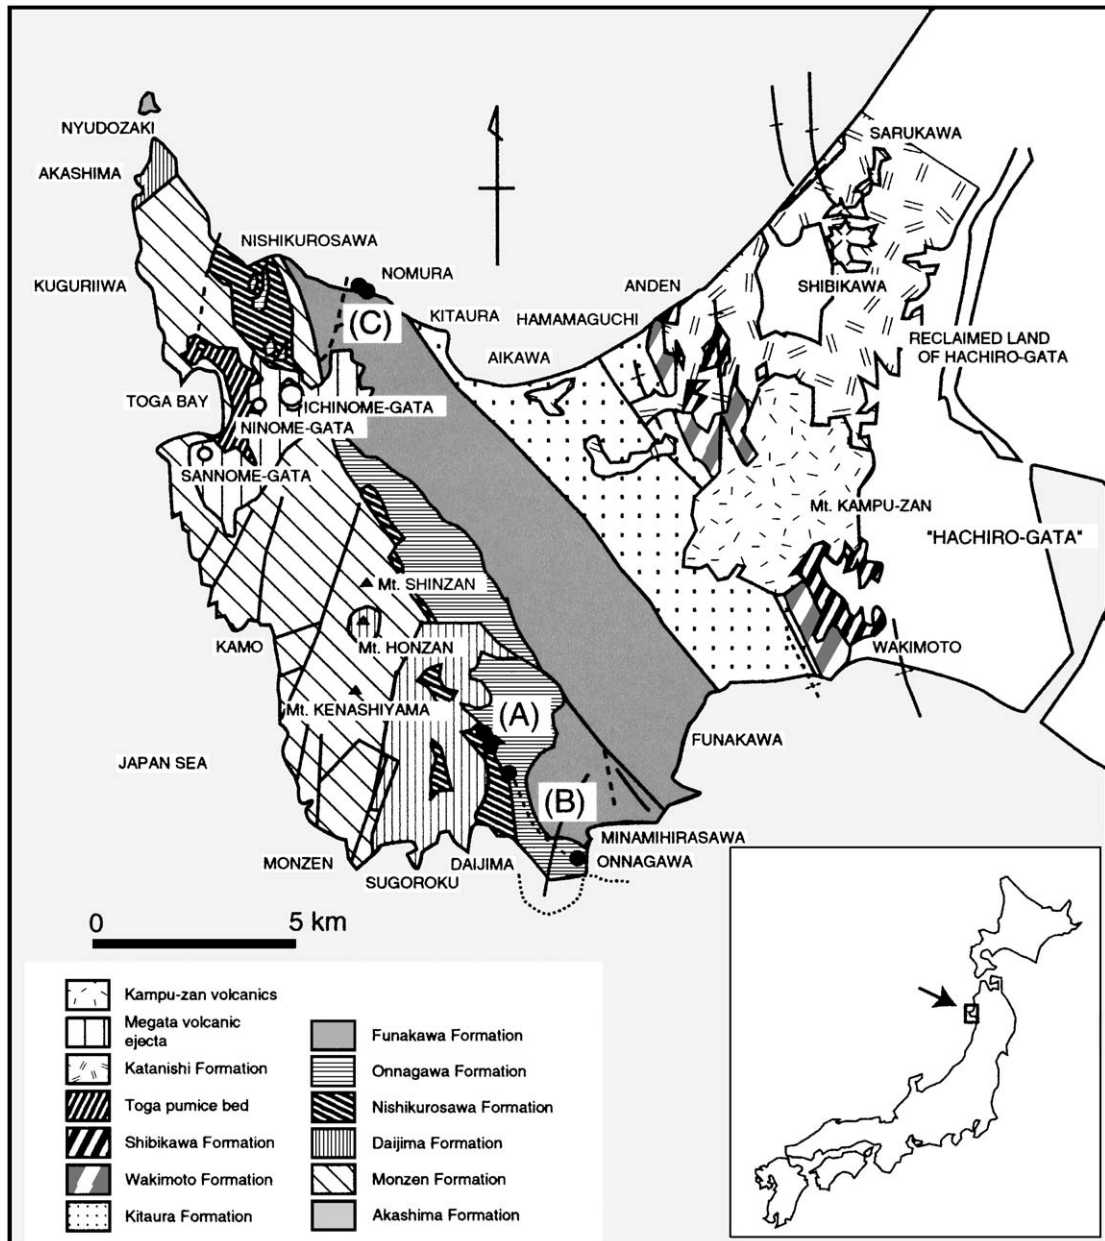 NYUDOZAKI
SARUKAWA
AKASHIMA
NISHIKUROSAWA
KUGURIIWA
NOMURA
ANDEN
SHIBIKAWA
(C)
KITAURA
HAMAMAGUCHI
RECLAIMED LAND
OF HACHIRO-GATA
AIKAWA
TOGA BAY
ICHINOME-GATA
NINOME-GATA
SANNOME-GATA
Mt. KAMPU-ZAN
"HACHIRO-GATA"
Mt. SHINZAN
KAMO
Mt. HONZAN
WAKIMOTO
Mt. KENASHIYAMA
(A)
FUNAKAWA
JAPAN SEA
(B)
MINAMIHIRASAWA
MONZEN
DAIJIMA
ONNAGAWA
SUGOROKU
0
5 km
Kampu-zan volcanics
Megata volcanic
ejecta
Katanishi Formation
Toga pumice bed
Shibikawa Formation
Wakimoto Formation
Kitaura Formation
Funakawa Formation
Onnagawa Formation
Nishikurosawa Formation
Daijima Formation
Monzen Formation
Akashima Formation